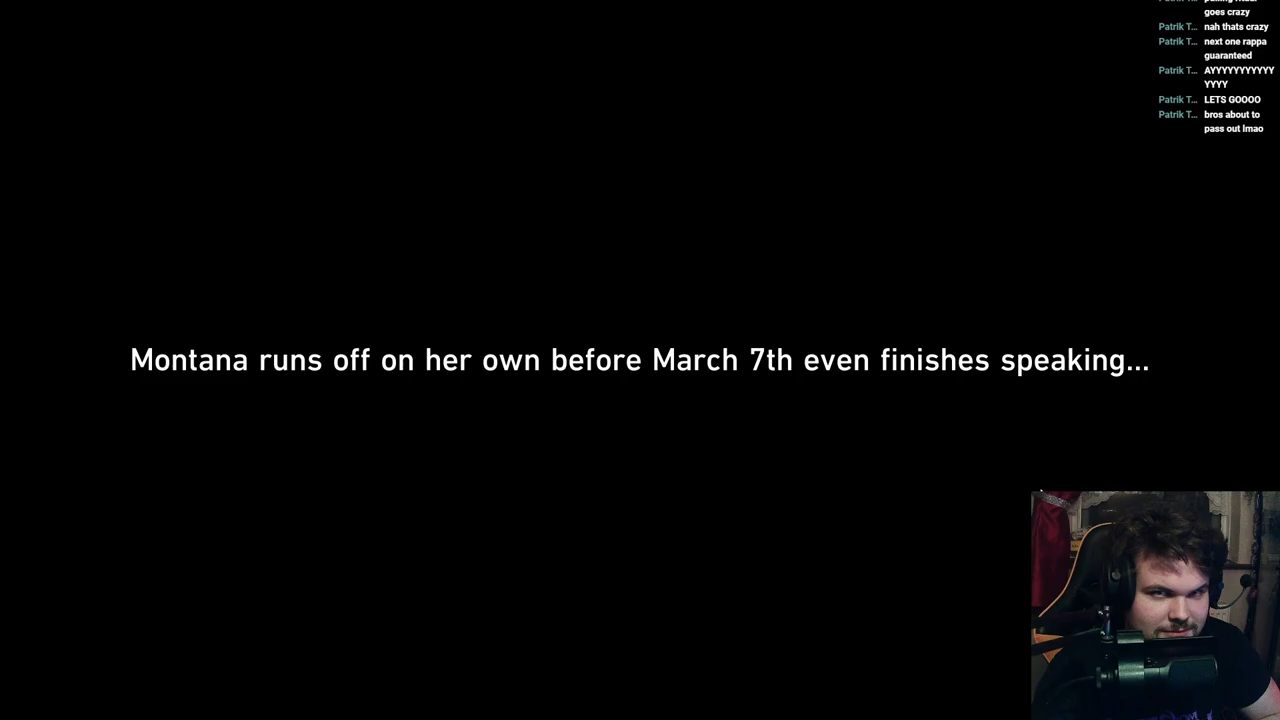 goes crazy
Patrik T... nah thats crazy
Patrik T... next one rappa
guaranteed
Patrik T... AYYYYYYYYYYY
YYYY
Patrik T... LETS GOOOO
Patrik T... bros about to
pass out lmao
Montana runs off on her own before March 7th even finishes speaking...